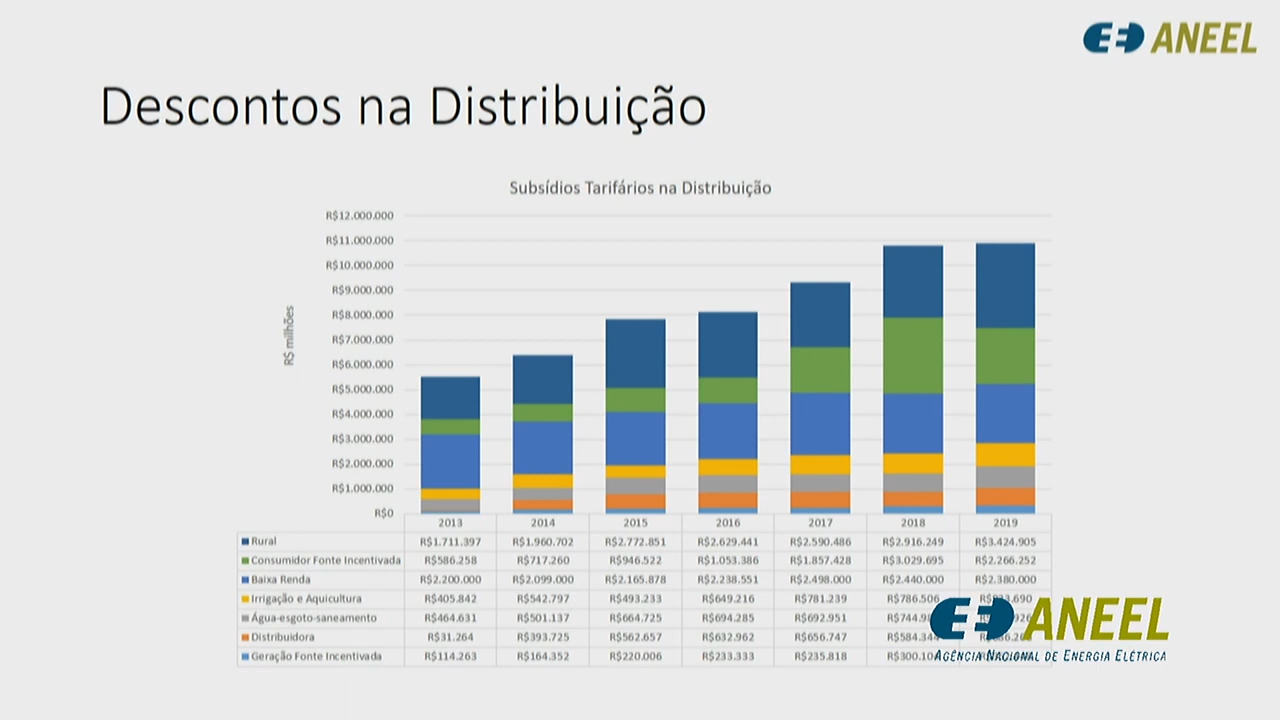 ANEEL
Descontos na Distribuição
Subsídios Tarifários na Distribuição
R$12.000.000
R$11.000.000
R$10.000.000
R$9.000.000
R$8.000.000
R$7.000.000
R$6.000.000
R$5.000.000
R$4.000.000
R$3.000.000
R$2.000.000
R$1.000.000
R$0
R$ milhões
2013 2014 2015 2016 2017 2018 2019
Rural R$1.711.397 R$1.960.702 R$2.772.851 R$2.629.441 R$2.590.486 R$2.916.249 R$3.424.905
Consumidor Fonte Incentivada R$586.258 R$717.260 R$946.522 R$1.053.386 R$1.857.428 R$3.029.695 R$2.266.252
Baixa Renda R$2.200.000 R$2.099.000 R$2.165.878 R$2.238.551 R$2.498.000 R$2.440.000 R$2.380.000
Irrigação e Aquicultura R$405.842 R$542.797 R$493.233 R$649.216 R$781.239 R$786.506
Água-esgoto-saneamento R$464.631 R$501.137 R$664.725 R$694.285 R$692.951
Distribuidora R$31.264 R$393.725 R$562.657 R$632.962 R$656.747 R$584.344
Geração Fonte Incentivada R$114.263 R$164.352 R$220.006 R$233.333 R$235.818
ANEEL
Agência Nacional de Energia Elétrica